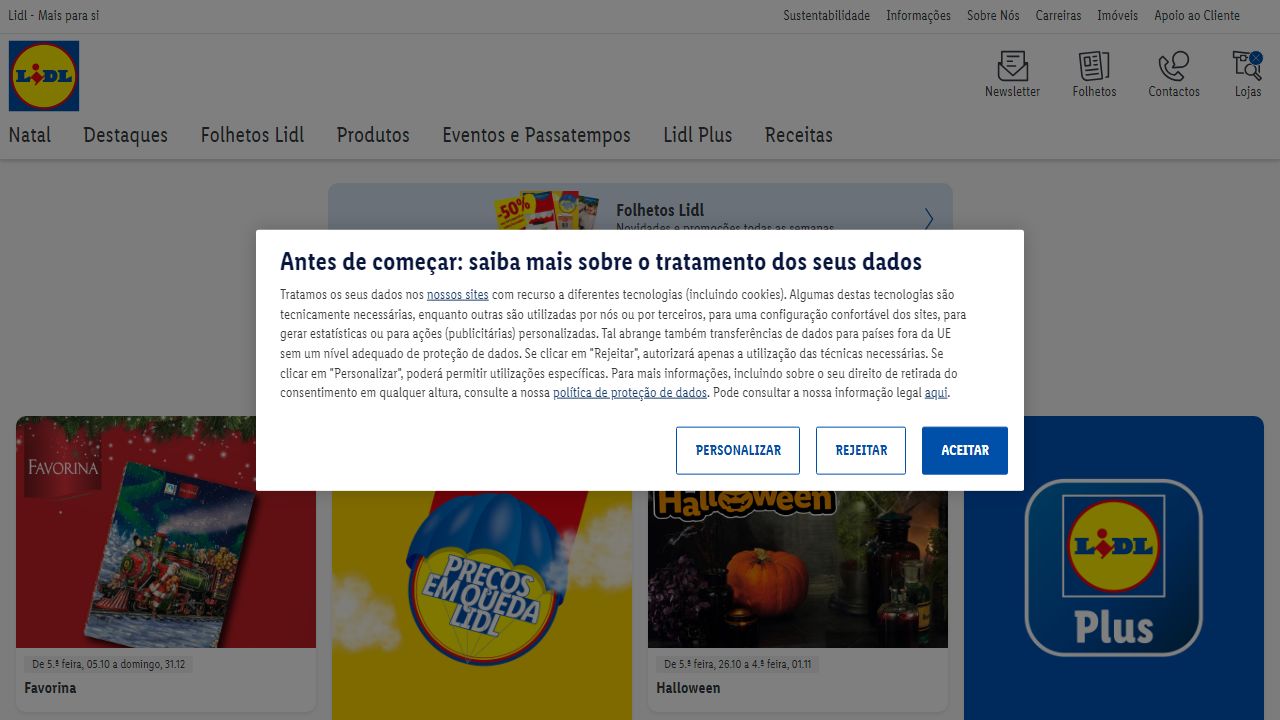 Lidl - Mais para si
Sustentabilidade Informações Sobre Nós Carreiras Imóveis Apoio ao Cliente
LIDL
Newsletter Folhetos Contactos Lojas
Natal Destaques Folhetos Lidl Produtos Eventos e Passatempos Lidl Plus Receitas
-50%
Folhetos Lidl
Novidades e promoções todas as semanas
Antes de começar: saiba mais sobre o tratamento dos seus dados
Tratamos os seus dados nos nossos sites com recurso a diferentes tecnologias (incluindo cookies). Algumas destas tecnologias são
tecnicamente necessárias, enquanto outras são utilizadas por nós ou por terceiros, para uma configuração confortável dos sites, para
gerar estatísticas ou para ações (publicitárias) personalizadas. Tal abrange também transferências de dados para países fora da UE
sem um nível adequado de proteção de dados. Se clicar em "Rejeitar", autorizará apenas a utilização das técnicas necessárias. Se
clicar em "Personalizar", poderá permitir utilizações específicas. Para mais informações, incluindo sobre o seu direito de retirada do
consentimento em qualquer altura, consulte a nossa política de proteção de dados. Pode consultar a nossa informação legal aqui.
PERSONALIZAR REJEITAR ACEITAR
FAVORINA
De 5.ª feira, 05.10 a domingo, 31.12
Favorina
PREÇOS
EM QUEDA
LIDL
Halloween
De 5.ª feira, 26.10 a 4.ª feira, 01.11
Halloween
LIDL
Plus